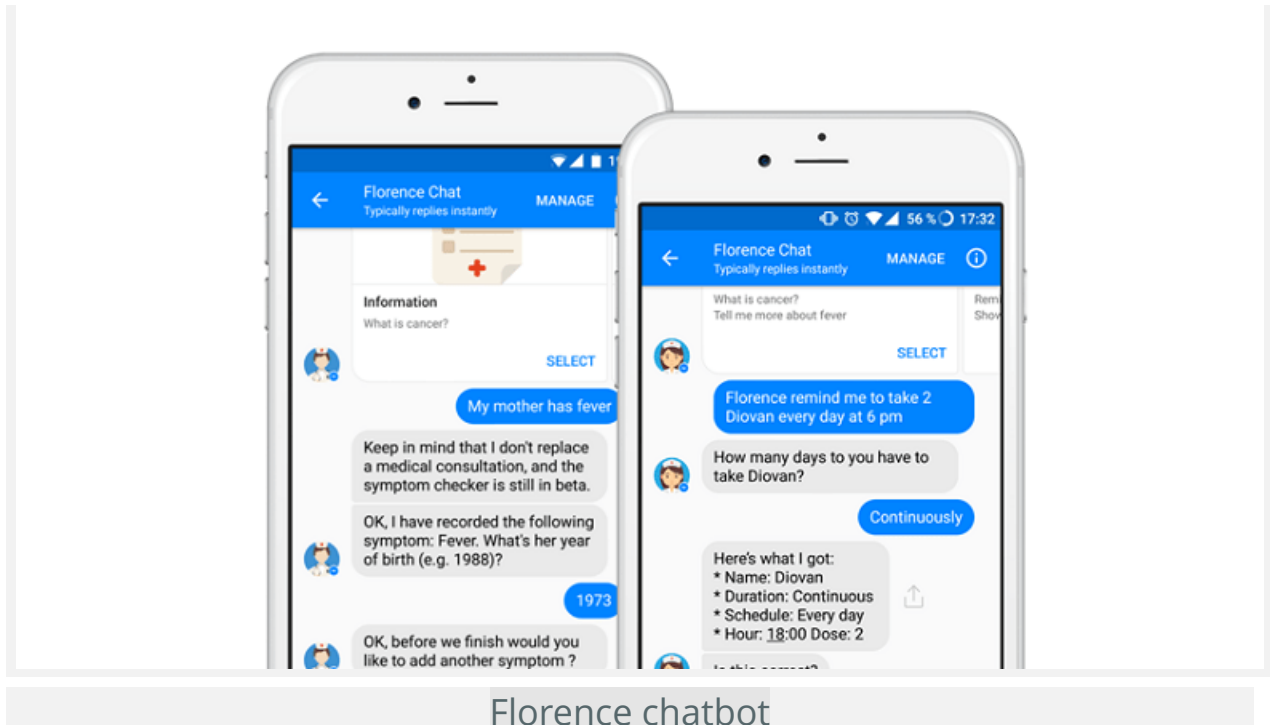 19
Florence Chat
Typically replies instantly
MANAGE
Information
What is cancer?
SELECT
My mother has fever
Keep in mind that I don't replace
a medical consultation, and the
symptom checker is still in beta.
OK, I have recorded the following
symptom: Fever. What's her year
of birth (e.g. 1988)?
1973
OK, before we finish would you
like to add another symptom ?
56 % 17:32
Florence Chat
Typically replies instantly
MANAGE
What is cancer?
Tell me more about fever
SELECT
Florence remind me to take 2
Diovan every day at 6 pm
How many days to you have to
take Diovan?
Continuously
Here's what I got:
* Name: Diovan
* Duration: Continuous
* Schedule: Every day
* Hour: 18:00 Dose: 2
Is this correct?
Florence chatbot